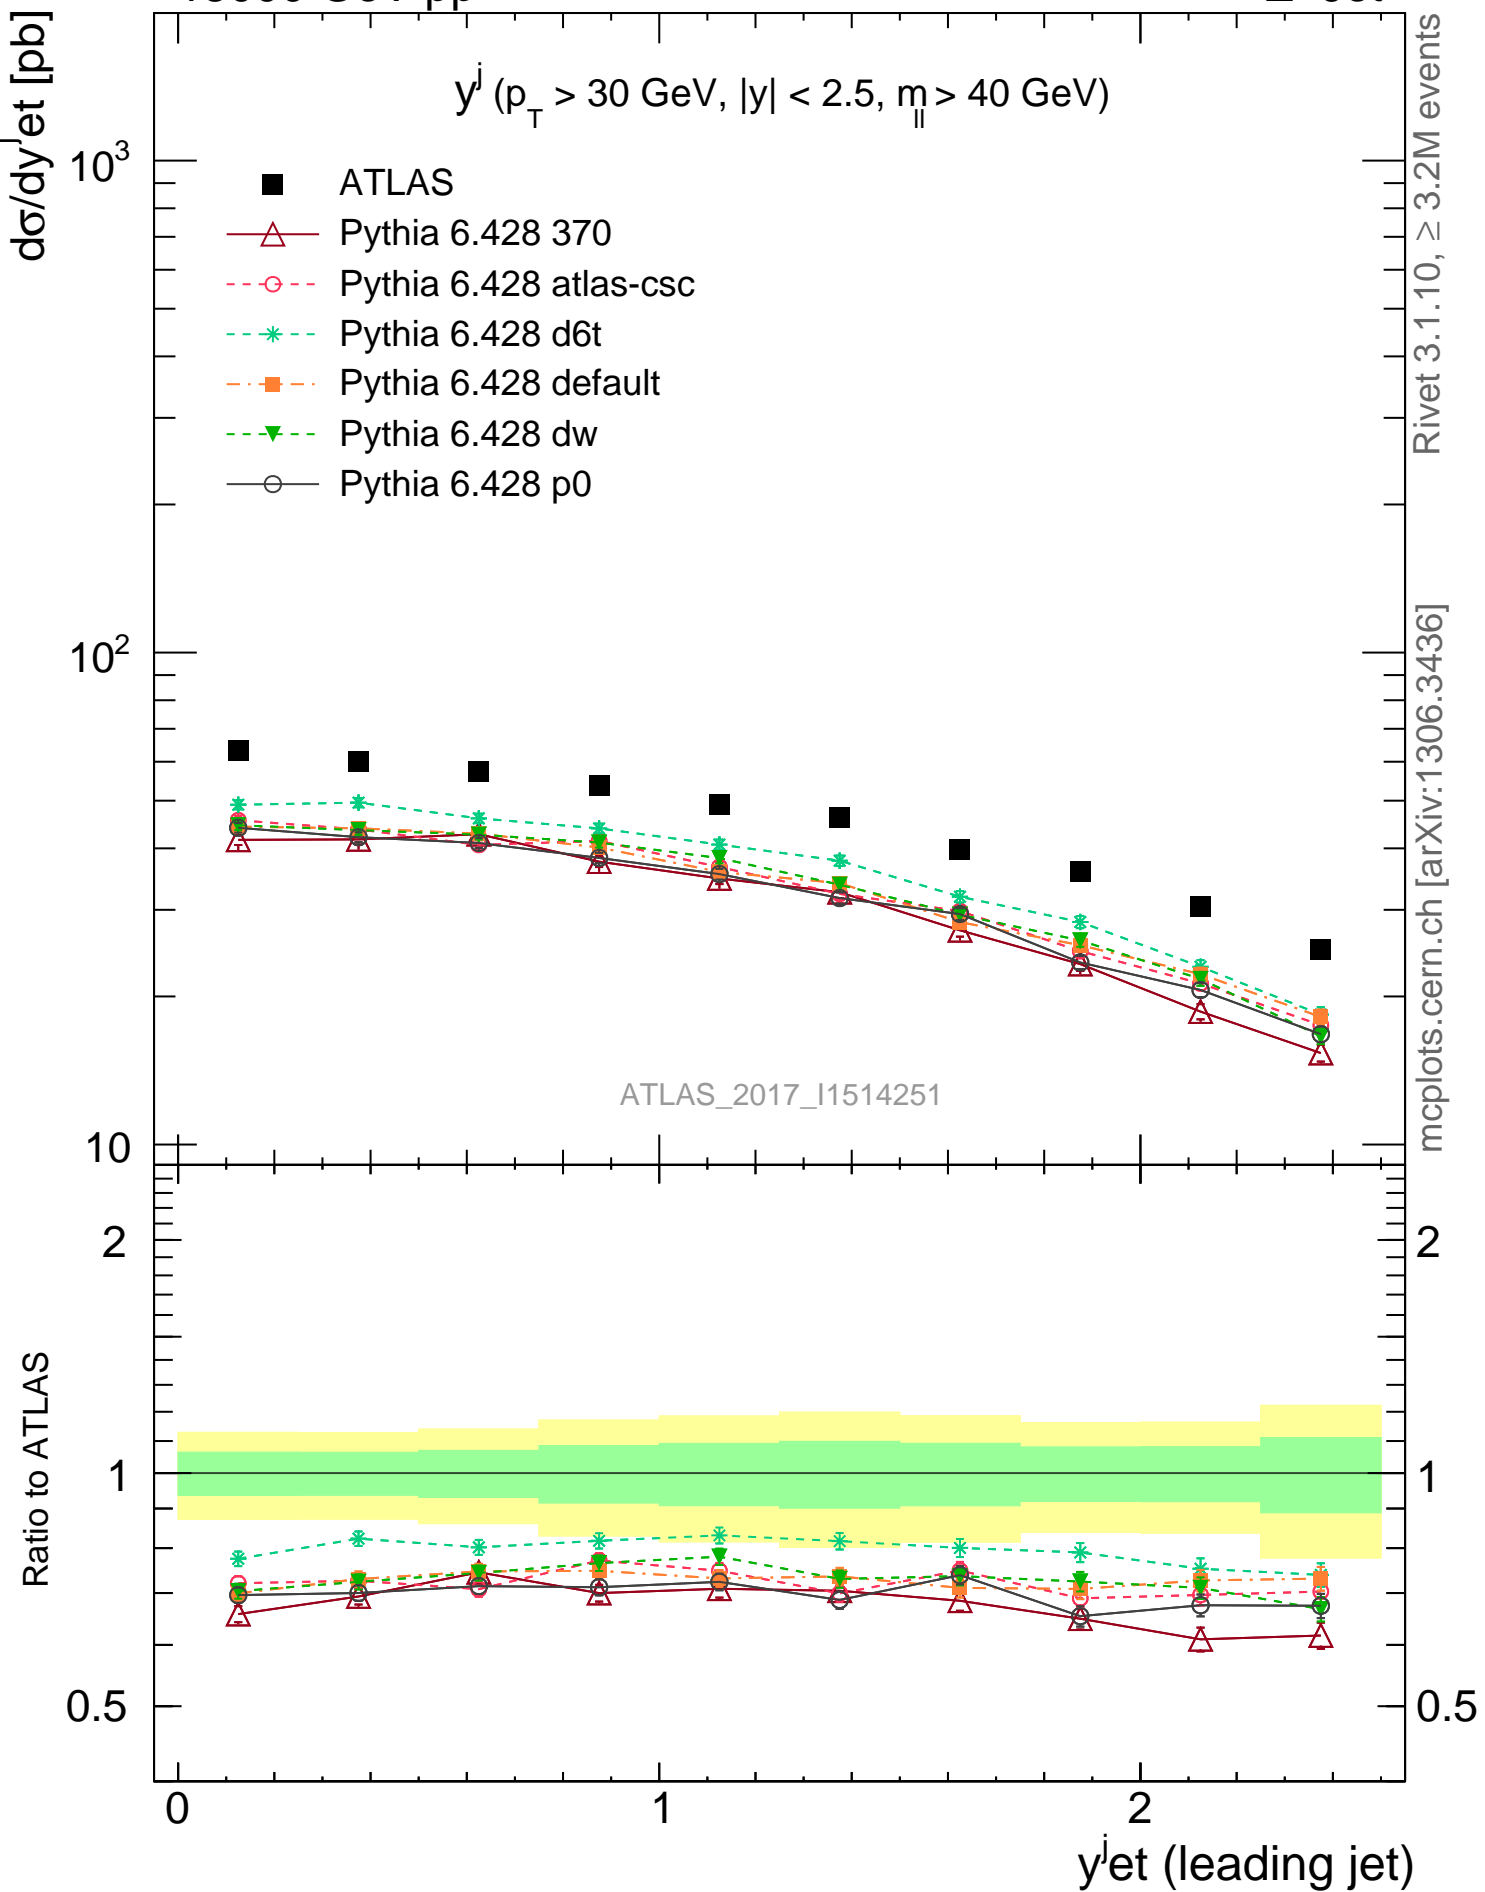 dσ/dy^jet [pb]
y^j (p_T > 30 GeV, |y| < 2.5, m_ll > 40 GeV)
ATLAS
Pythia 6.428 370
Pythia 6.428 atlas-csc
Pythia 6.428 d6t
Pythia 6.428 default
Pythia 6.428 dw
Pythia 6.428 p0
10^3
10^2
10
ATLAS_2017_I1514251
Rivet 3.1.10, ≥ 3.2M events
mcplots.cern.ch [arXiv:1306.3436]
Ratio to ATLAS
2
1
0.5
2
1
0.5
0
1
2
y^jet (leading jet)